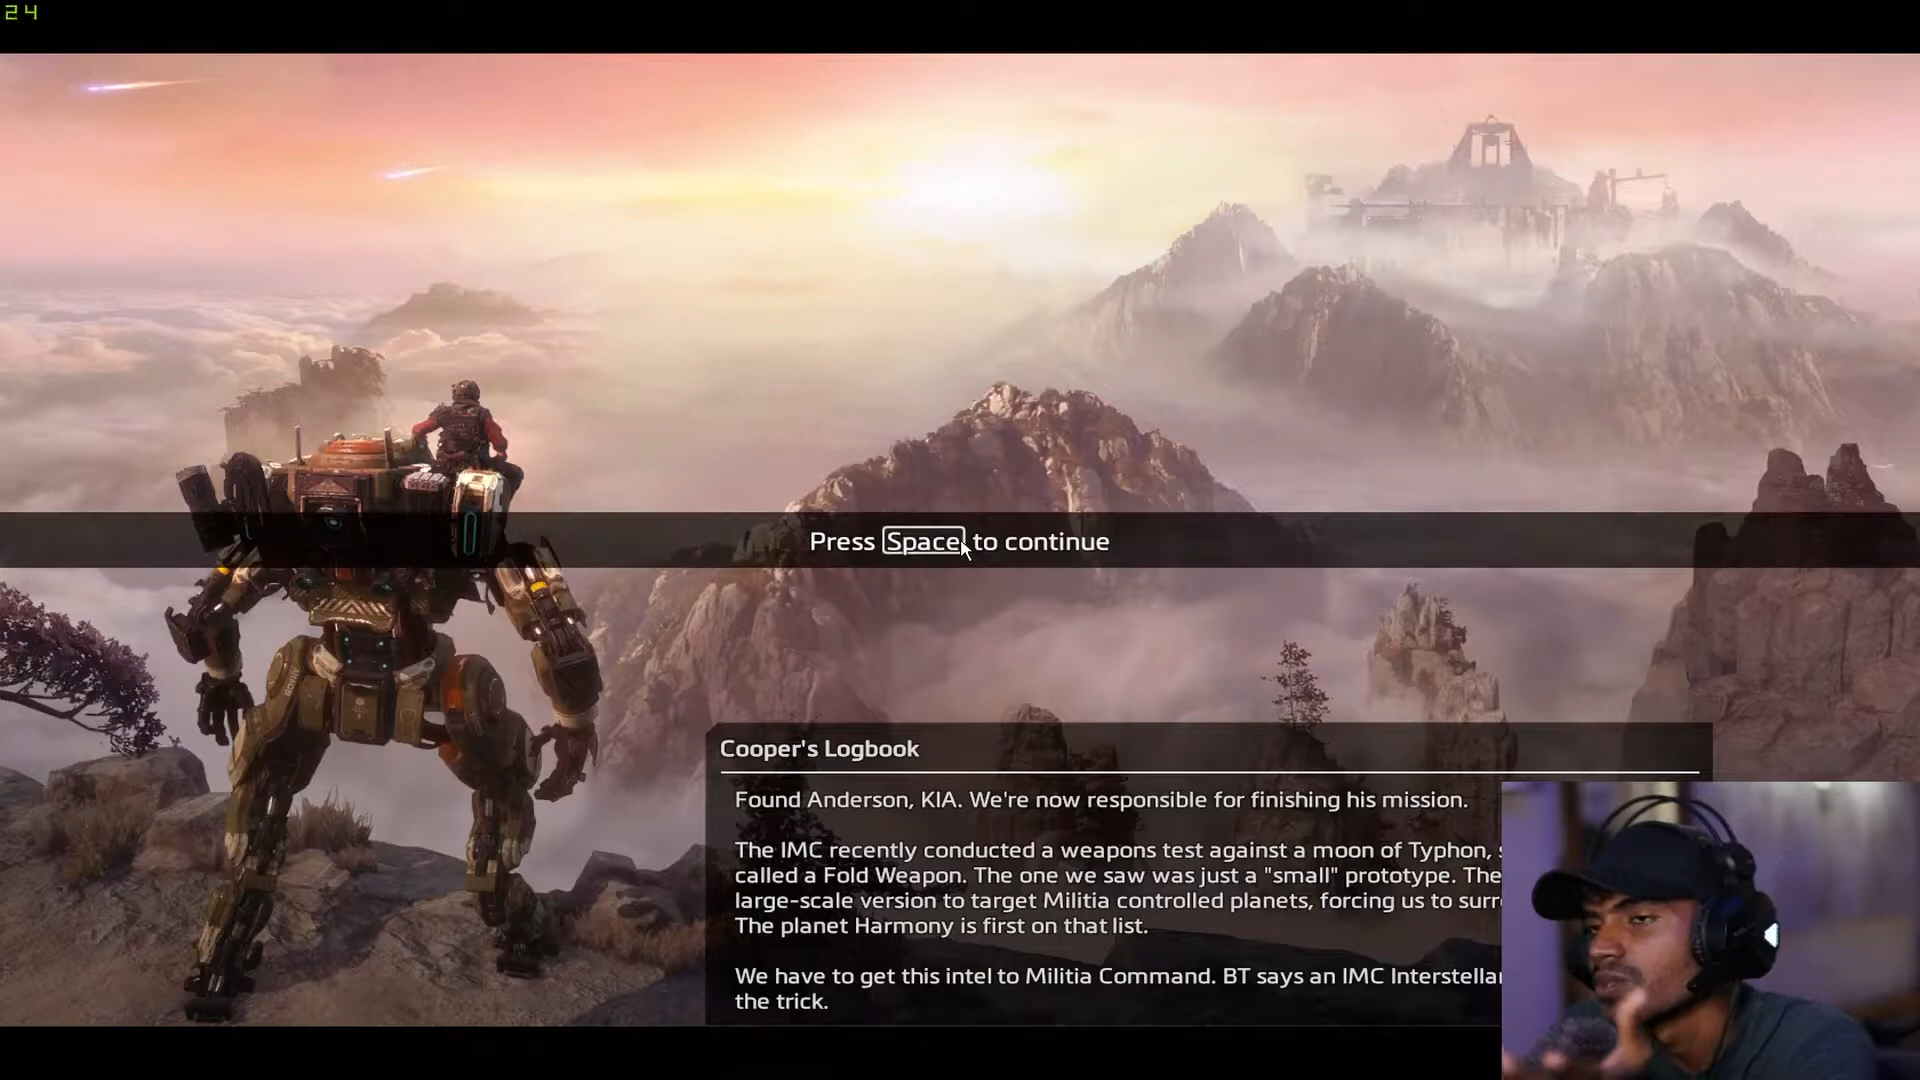 24
Press Space to continue
Cooper's Logbook
Found Anderson, KIA. We're now responsible for finishing his mission.
The IMC recently conducted a weapons test against a moon of Typhon,
called a Fold Weapon. The one we saw was just a "small" prototype. The
large-scale version to target Militia controlled planets, forcing us to
The planet Harmony is first on that list.
We have to get this intel to Militia Command. BT says an IMC
the trick.